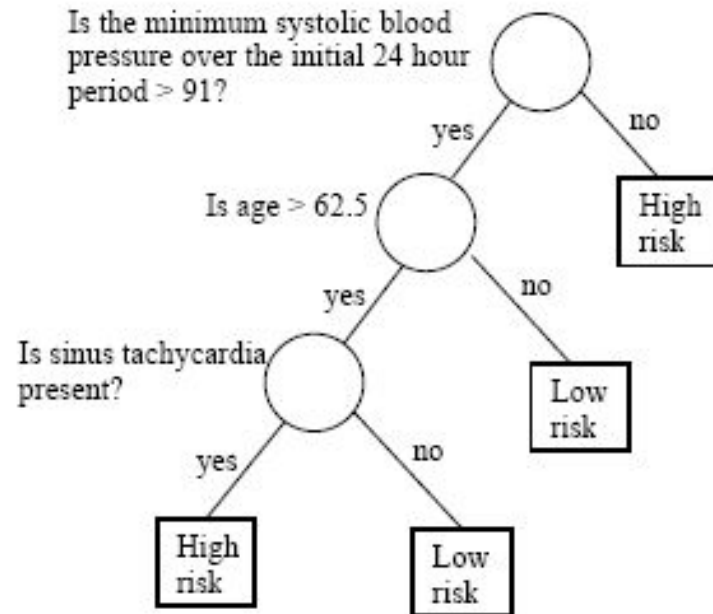 Is the minimum systolic blood
pressure over the initial 24 hour
period > 91?
yes
no
Is age > 62.5
High
risk
yes
no
Is sinus tachycardia
present?
Low
risk
yes
no
High
risk
Low
risk